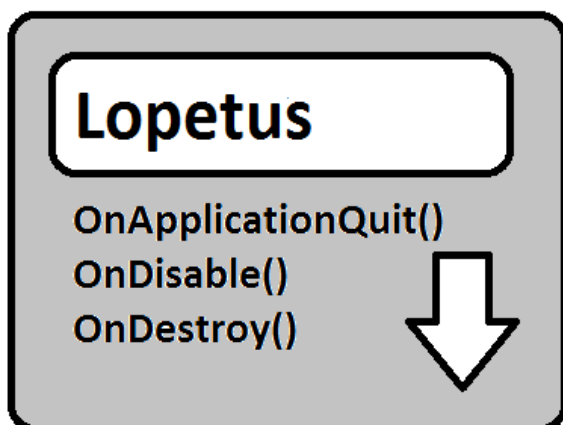 Lopetus
OnApplicationQuit()
OnDisable()
OnDestroy()